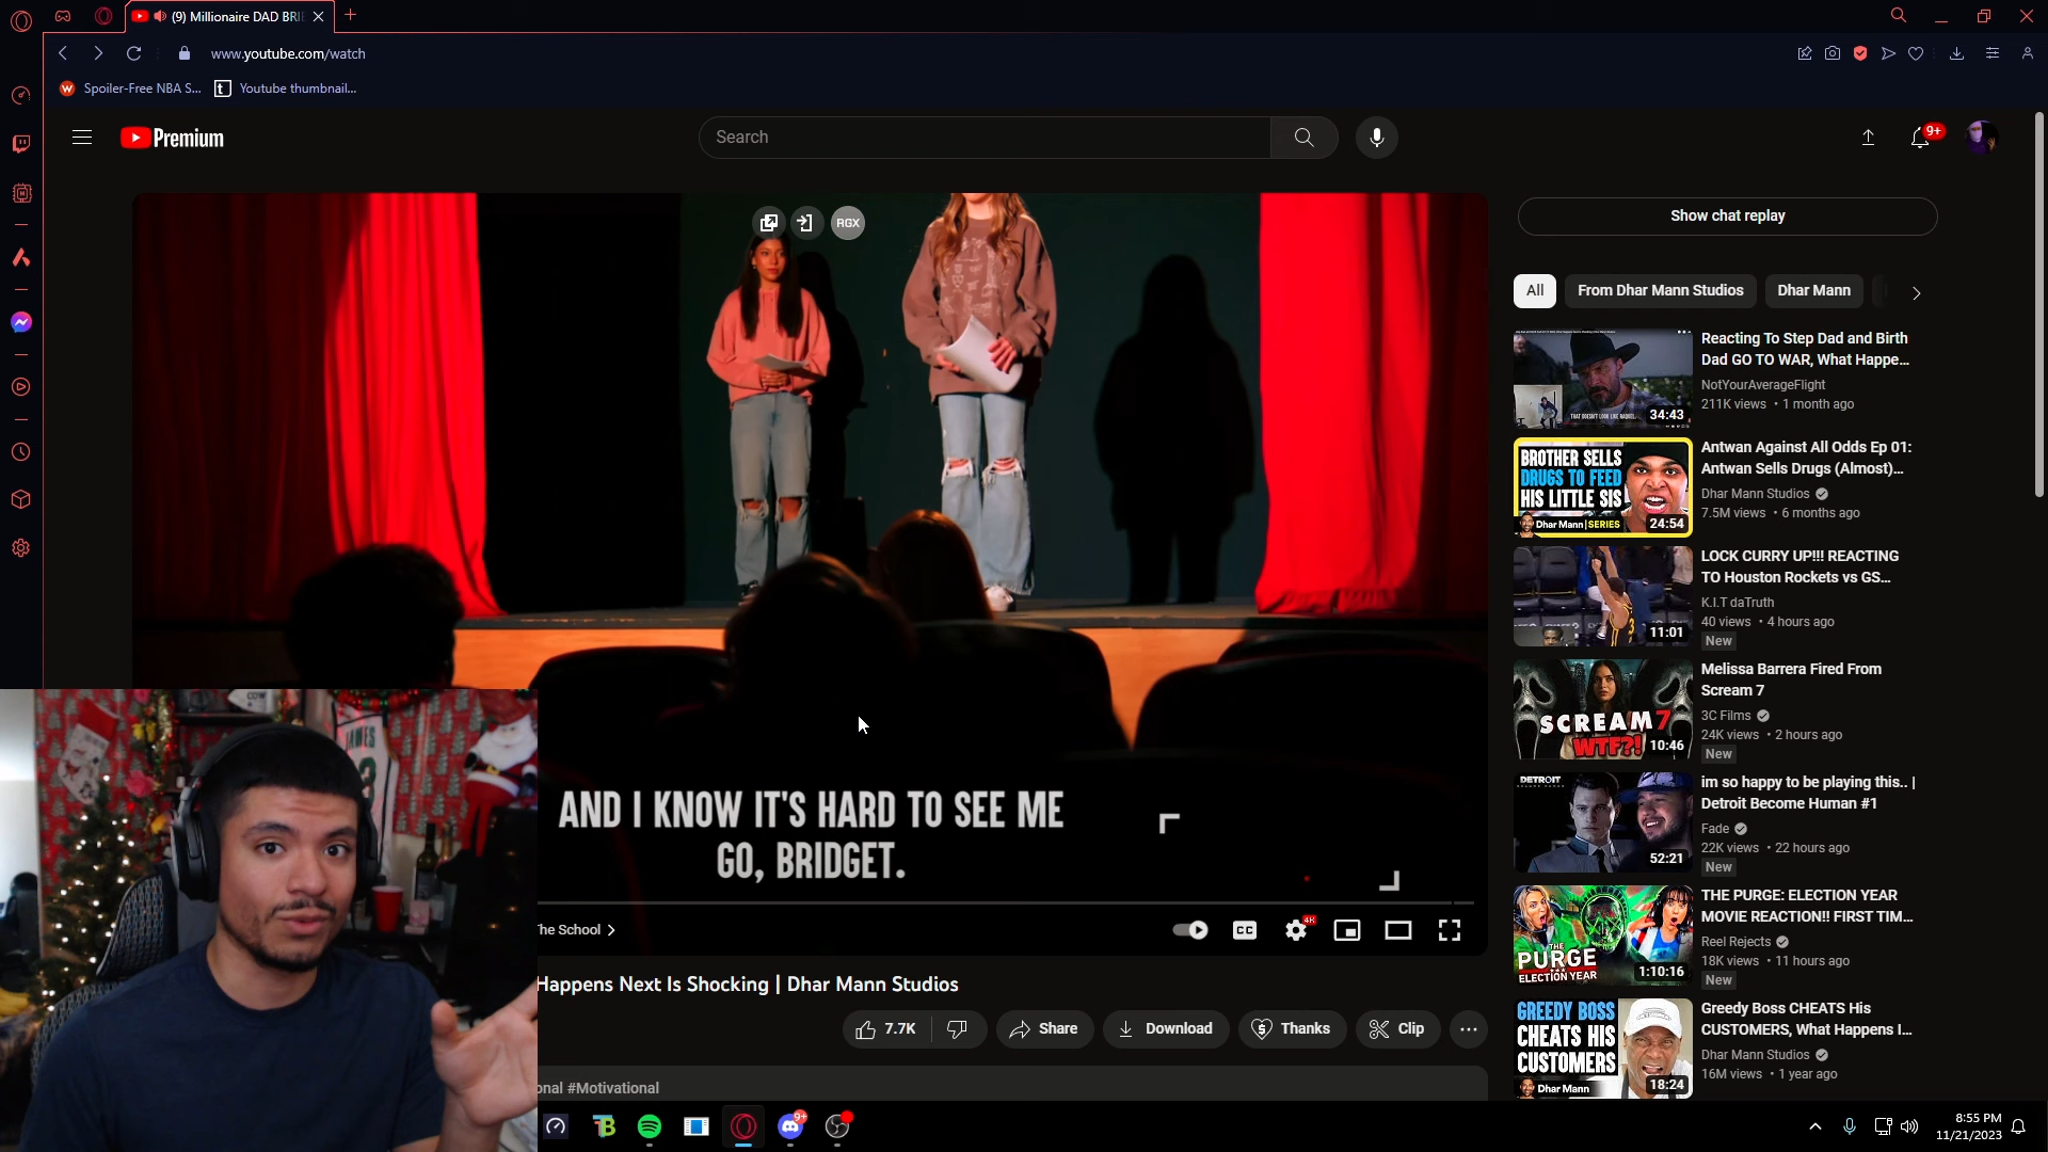 (9) Millionaire DAD BRI
www.youtube.com/watch
Spoiler-Free NBA S...
Youtube thumbnail...
Premium
Search
9+
RGX
AND I KNOW IT'S HARD TO SEE ME
GO, BRIDGET.
The School
CC
4K
Happens Next Is Shocking | Dhar Mann Studios
7.7K
Share
Download
Thanks
Clip
onal #Motivational
Show chat replay
All
From Dhar Mann Studios
Dhar Mann
34:43
Reacting To Step Dad and Birth
Dad GO TO WAR, What Happe...
NotYourAverageFlight
211K views • 1 month ago
BROTHER SELLS
DRUGS TO FEED
HIS LITTLE SIS
Dhar Mann | SERIES
24:54
Antwan Against All Odds Ep 01:
Antwan Sells Drugs (Almost)...
Dhar Mann Studios
7.5M views • 6 months ago
11:01
LOCK CURRY UP!!! REACTING
TO Houston Rockets vs GS...
K.I.T daTruth
40 views • 4 hours ago
New
SCREAM 7
WTF?!
10:46
Melissa Barrera Fired From
Scream 7
3C Films
24K views • 2 hours ago
New
DETROIT
52:21
im so happy to be playing this.. |
Detroit Become Human #1
Fade
22K views • 22 hours ago
New
THE
PURGE
ELECTION YEAR
1:10:16
THE PURGE: ELECTION YEAR
MOVIE REACTION!! FIRST TIM...
Reel Rejects
18K views • 11 hours ago
New
GREEDY BOSS
CHEATS HIS
CUSTOMERS
Dhar Mann
18:24
Greedy Boss CHEATS His
CUSTOMERS, What Happens I...
Dhar Mann Studios
16M views • 1 year ago
JAMES
9+
8:55 PM
11/21/2023